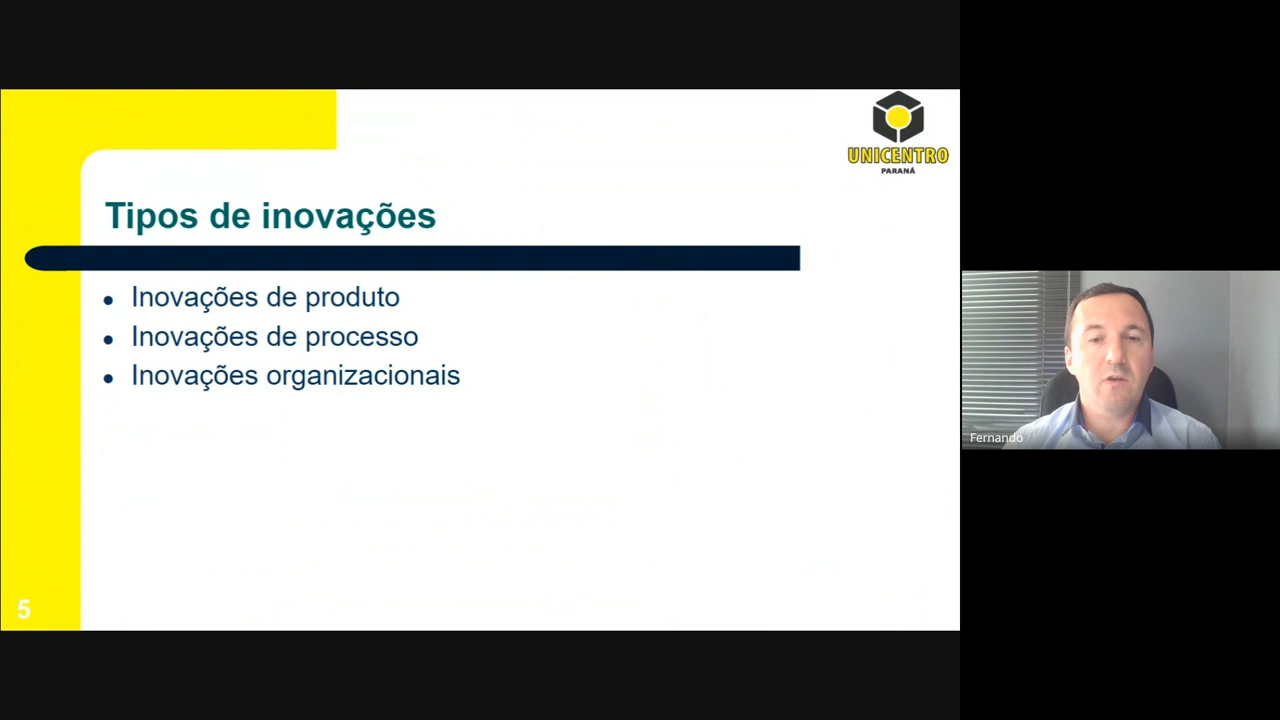 UNICENTRO
PARANÁ
Tipos de inovações
• Inovações de produto
• Inovações de processo
• Inovações organizacionais
Fernando
5